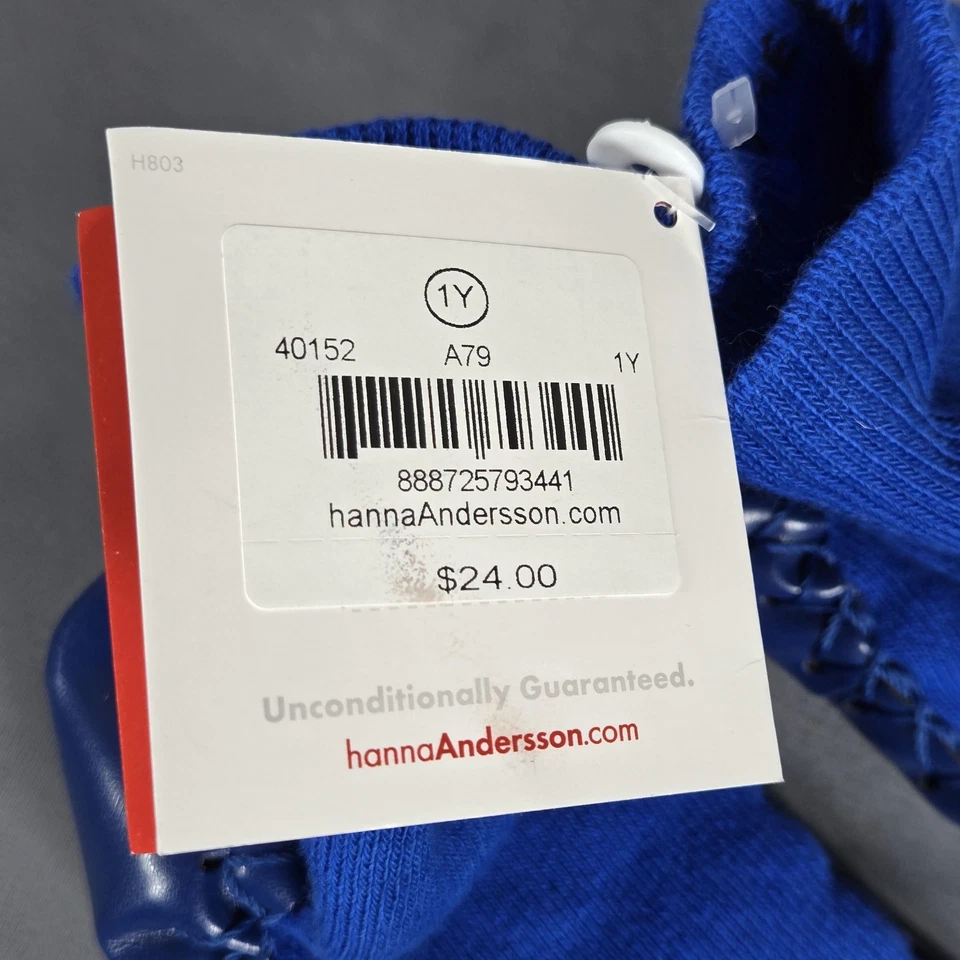 H803
1Y
40152 A79 1Y
888725793441
hannaAndersson.com
$24.00
Unconditionally Guaranteed.
hannaAndersson.com